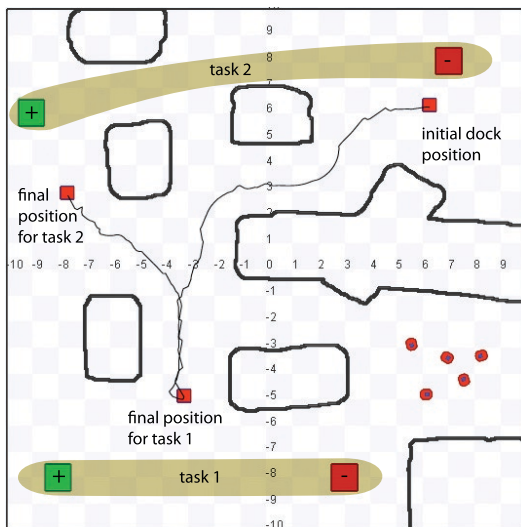 10
9
8
-
task 2
7
+
6
initial dock
position
5
4
3
final
position
for task 2
2
1
-10 -9 -8 -7 -6 -5 -4 -3 -2 -1 0 1 2 3 4 5 6 7 8 9
-1
-2
-3
-4
-5
final position
for task 1
-6
-7
+ task 1 -8 -
-9
-10